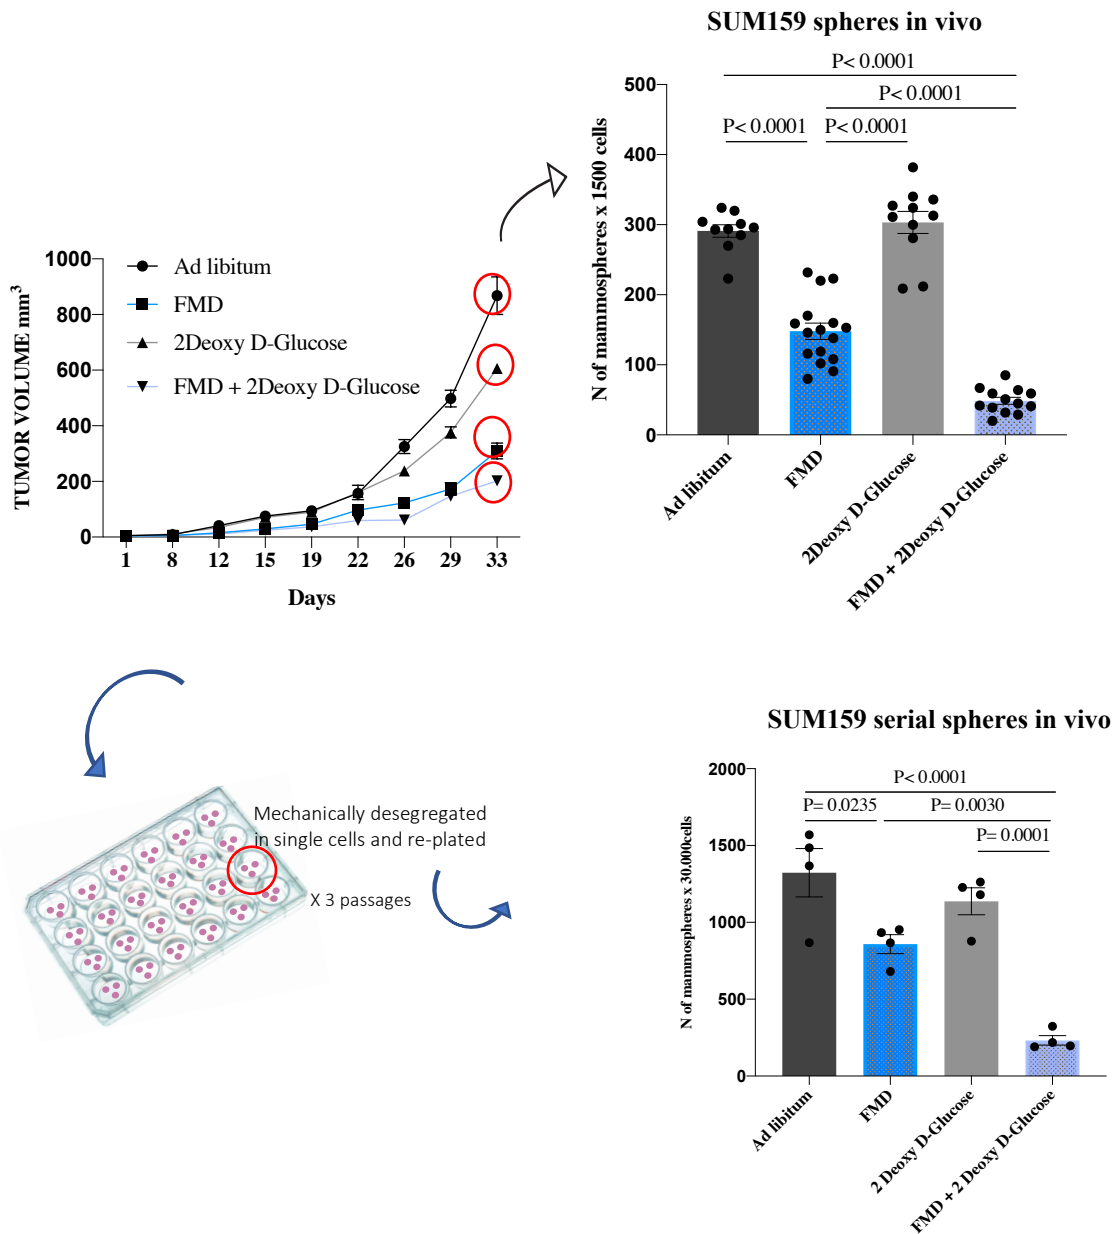 SUM159 spheres in vivo
P< 0.0001
P< 0.0001
P< 0.0001
P< 0.0001
500
400
300
200
100
0
N of mammospheres x 1500 cells
Ad libitum
FMD
2Deoxy D-Glucose
FMD + 2Deoxy D-Glucose
1000
800
600
400
200
0
TUMOR VOLUME mm³
Ad libitum
FMD
2Deoxy D-Glucose
FMD + 2Deoxy D-Glucose
1 8 12 15 19 22 26 29 33
Days
Mechanically desegregated
in single cells and re-plated
X 3 passages
SUM159 serial spheres in vivo
P< 0.0001
P= 0.0235
P= 0.0030
P= 0.0001
2000
1500
1000
500
0
N of mammospheres x 30.000cells
Ad libitum
FMD
2 Deoxy D-Glucose
FMD + 2 Deoxy D-Glucose